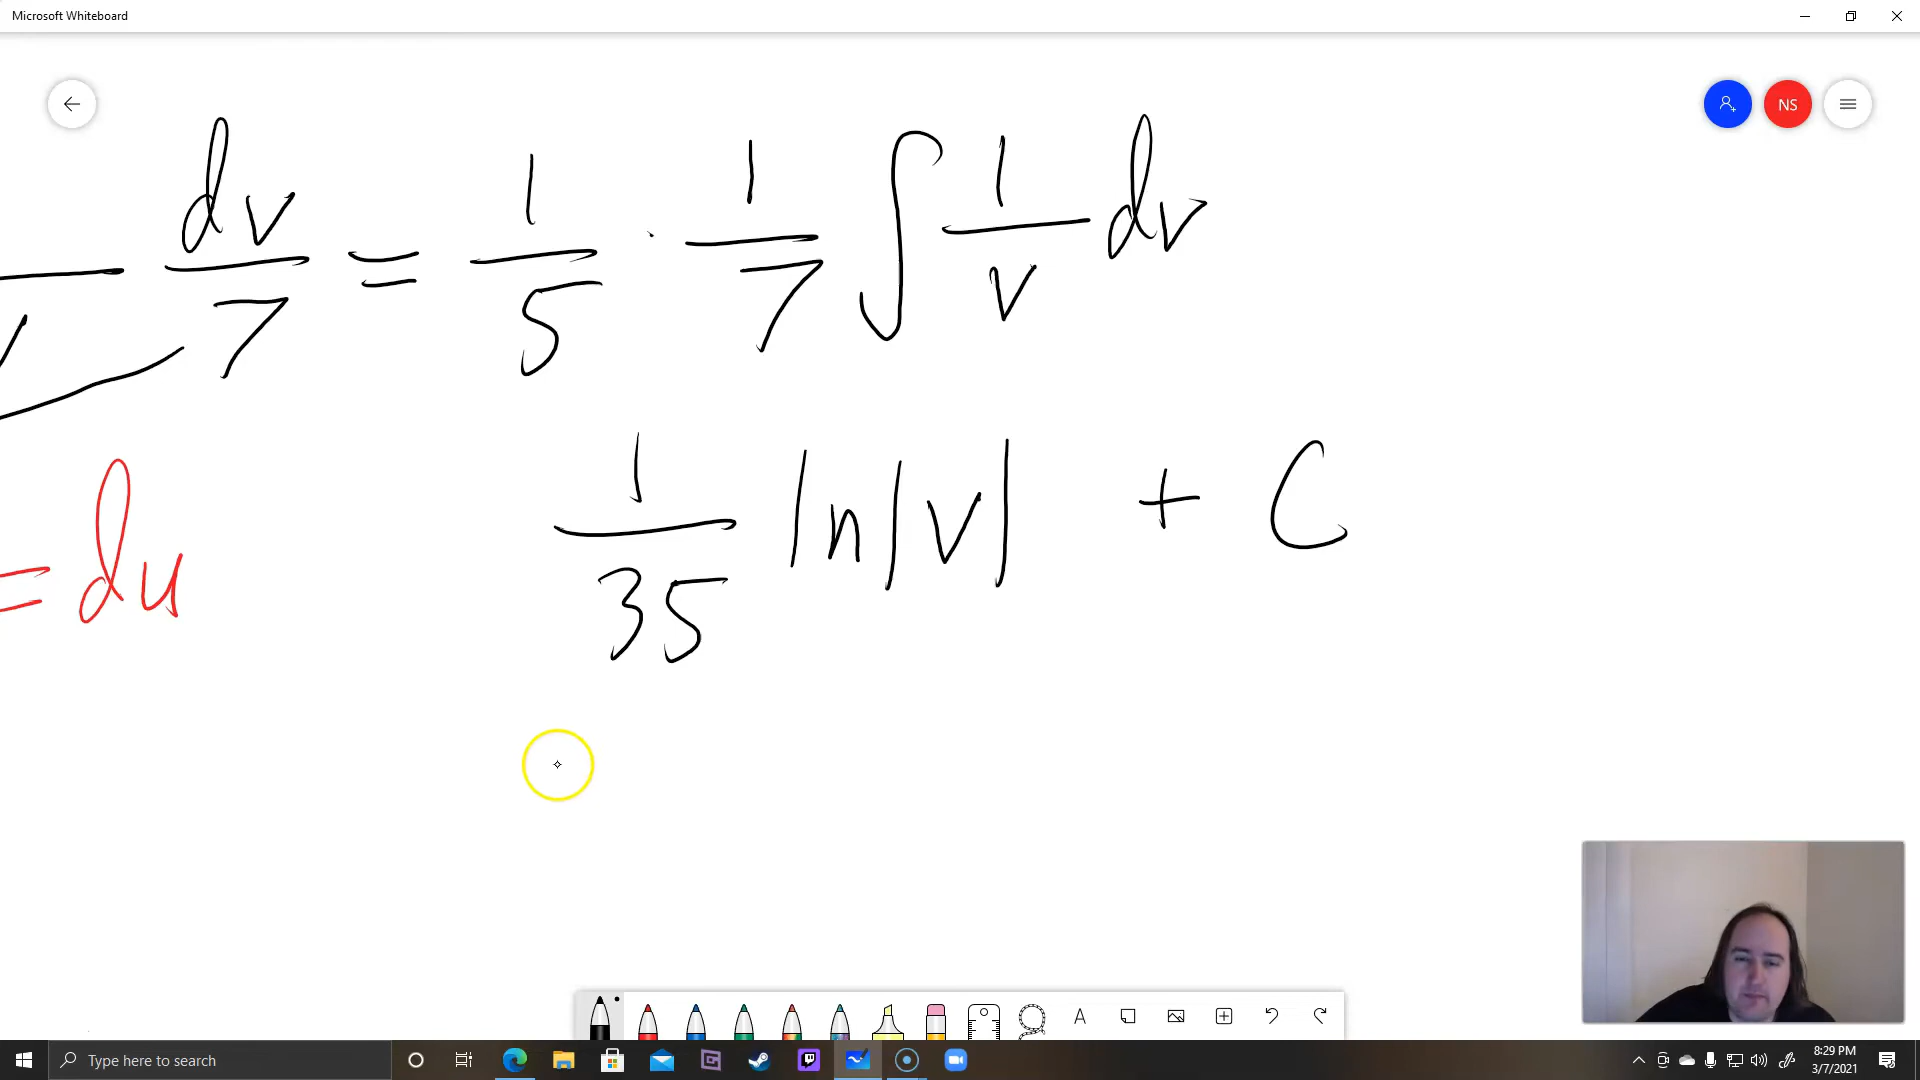 Microsoft Whiteboard
NS
dv/7 = 1/5 · 1/7 ∫ 1/v dv
1/35 ln|v| + C
= du
A
Type here to search
8:29 PM
3/7/2021